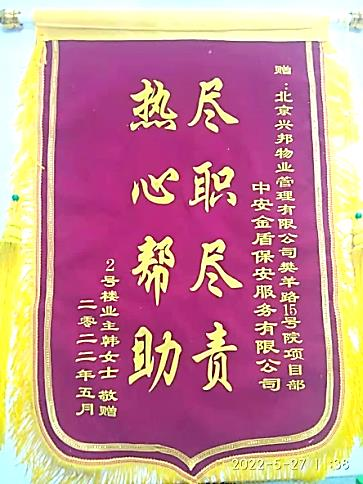 赠：北京兴邦物业管理有限公司樊羊路15号院项目部
中安金盾保安服务有限公司
尽职尽责
热心帮助
2号楼业主韩女士 敬赠
二零二二年五月
2022-5-27 11:38